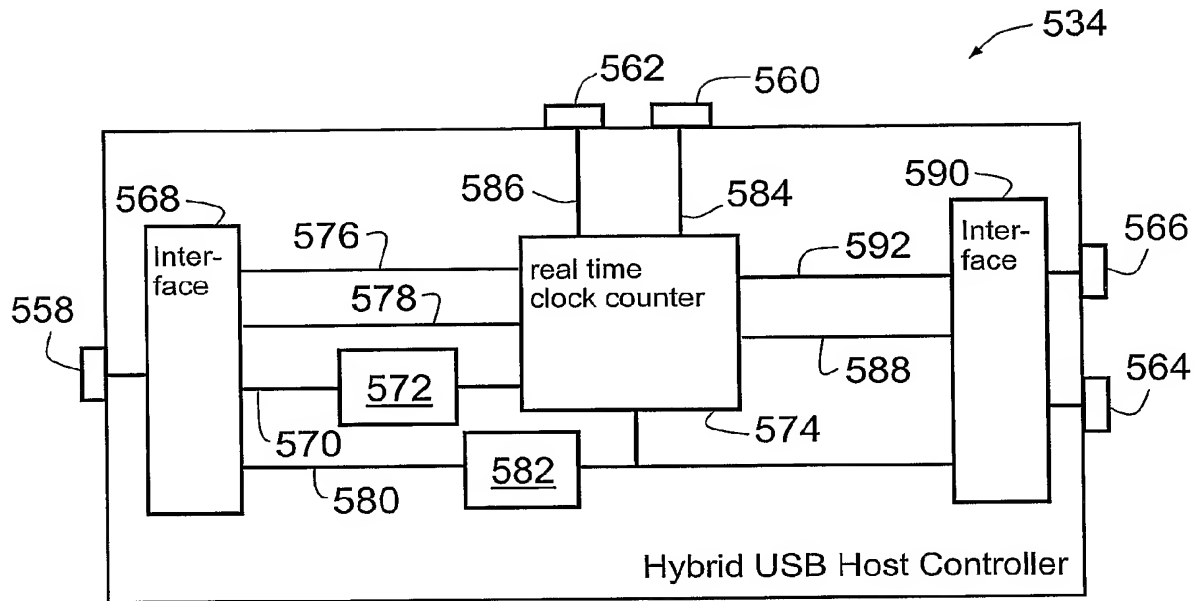 534
562
560
586
584
568
590
Inter-
face
576
real time
clock counter
592
Inter-
face
566
558
578
588
564
572
570
574
580
582
Hybrid USB Host Controller